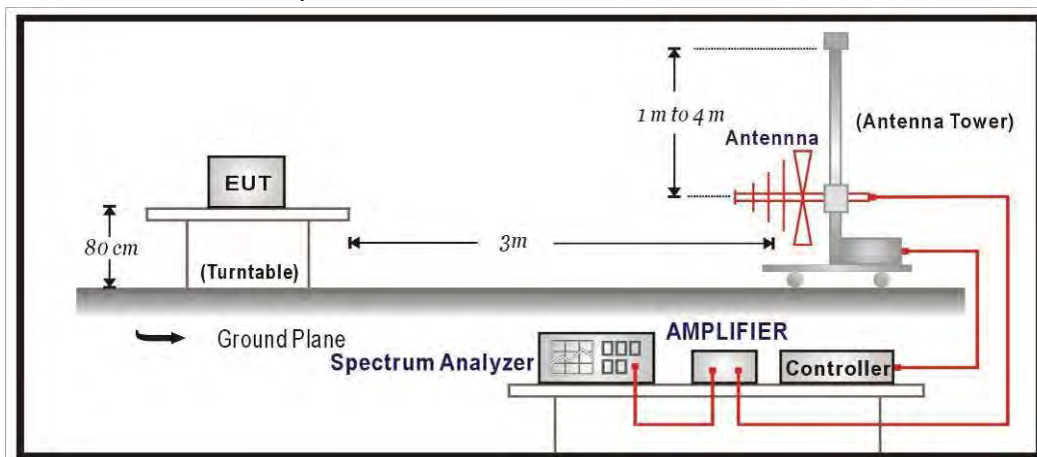 1 m to 4 m
(Antenna Tower)
Antennna
EUT
80 cm
3m
(Turntable)
Ground Plane
AMPLIFIER
Spectrum Analyzer
Controller